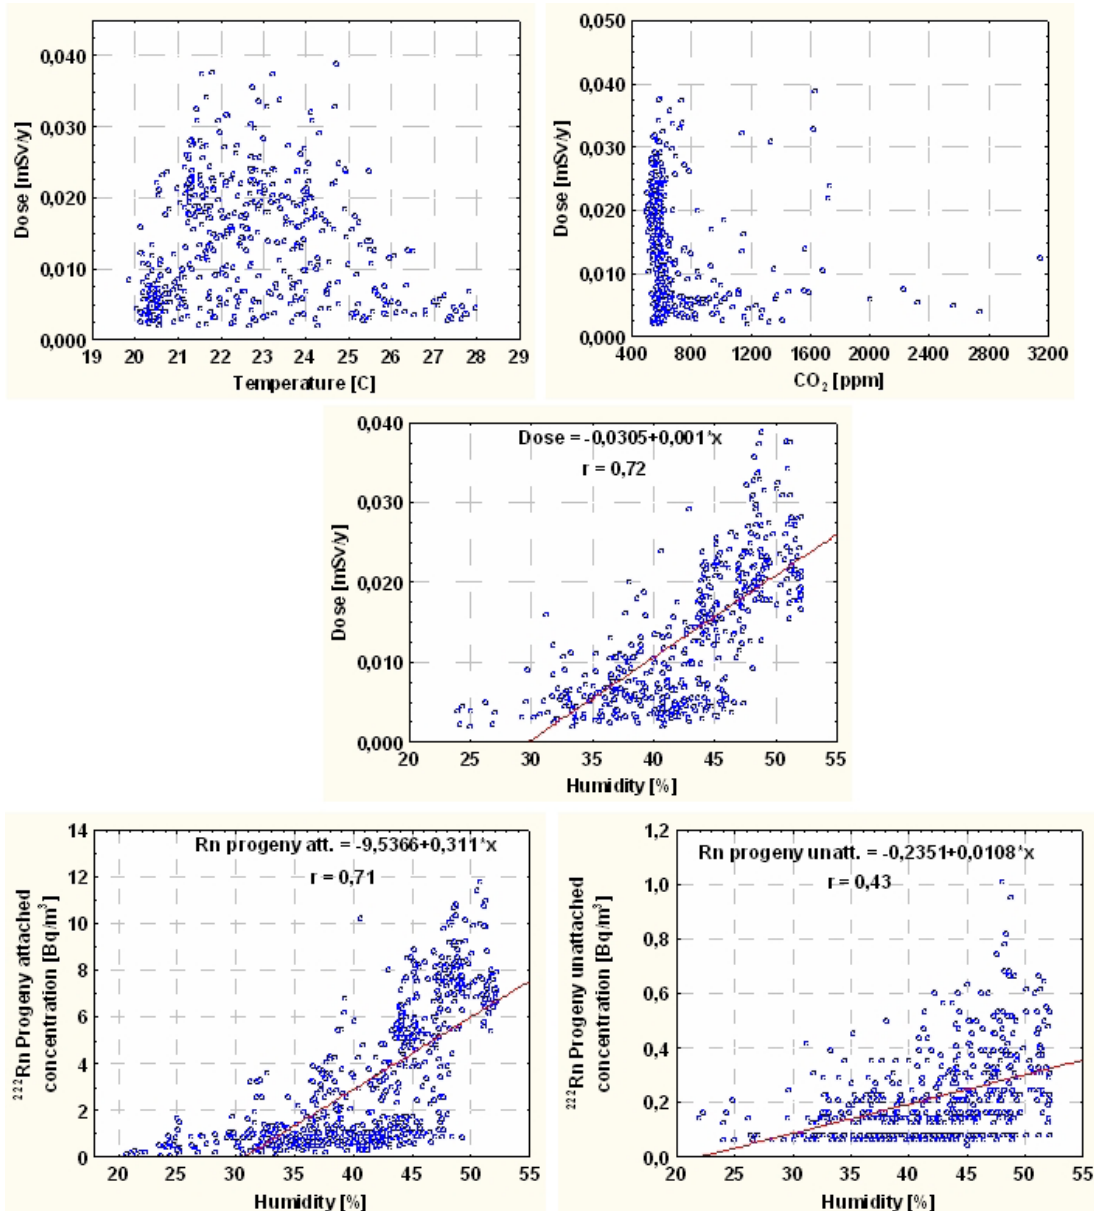 0,040
0,030
0,020
0,010
0,000
Dose [mSv/y]
19 20 21 22 23 24 25 26 27 28 29
Temperature [C]
0,050
0,040
0,030
0,020
0,010
0,000
Dose [mSv/y]
400 800 1200 1600 2000 2400 2800 3200
CO₂ [ppm]
0,040
0,030
0,020
0,010
0,000
Dose [mSv/y]
Dose = -0,0305+0,001*x
r = 0,72
20 25 30 35 40 45 50 55
Humidity [%]
14
12
10
8
6
4
2
0
²²²Rn Progeny attached
concentration [Bq/m³]
Rn progeny att. = -9,5366+0,311*x
r = 0,71
20 25 30 35 40 45 50 55
Humidity [%]
1,2
1,0
0,8
0,6
0,4
0,2
0,0
²²²Rn Progeny unattached
concentration [Bq/m³]
Rn progeny unatt. = -0,2351+0,0108*x
r = 0,43
20 25 30 35 40 45 50 55
Humidity [%]